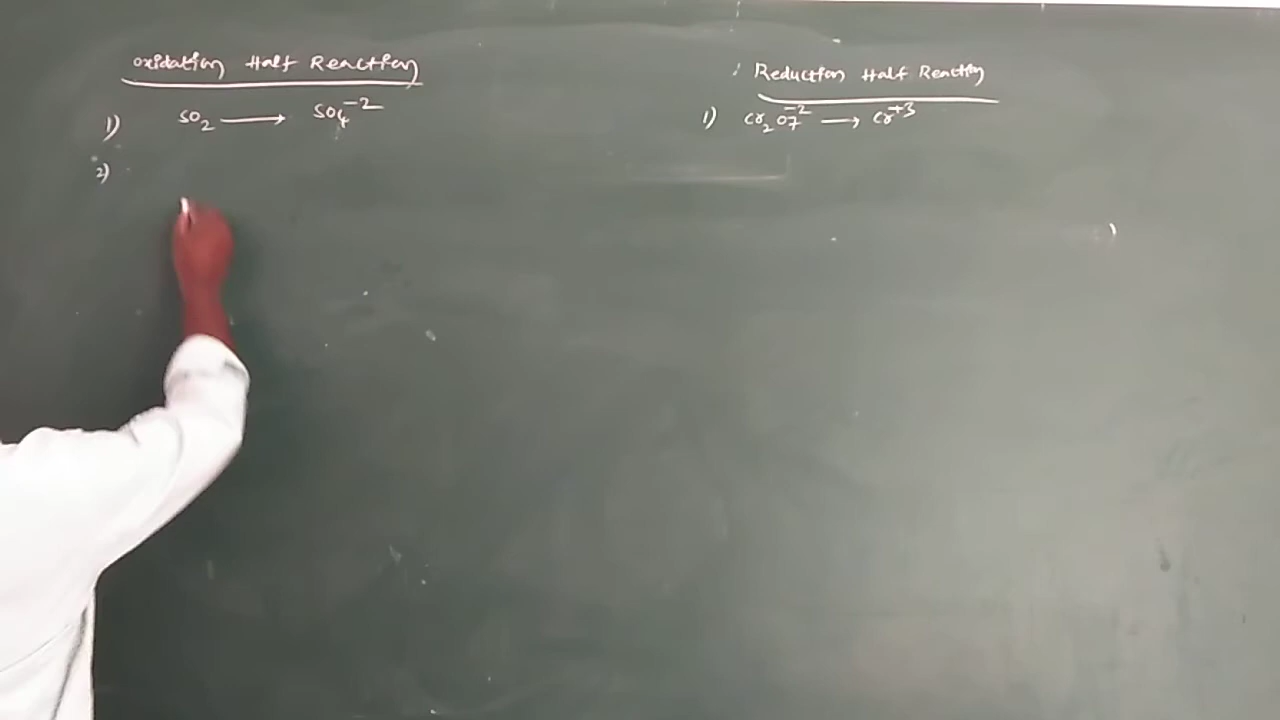 Oxidation Half Reaction
1) SO₂ ⟶ SO₄⁻²
2)
Reduction Half Reaction
1) Cr₂O₇⁻² ⟶ Cr⁺³